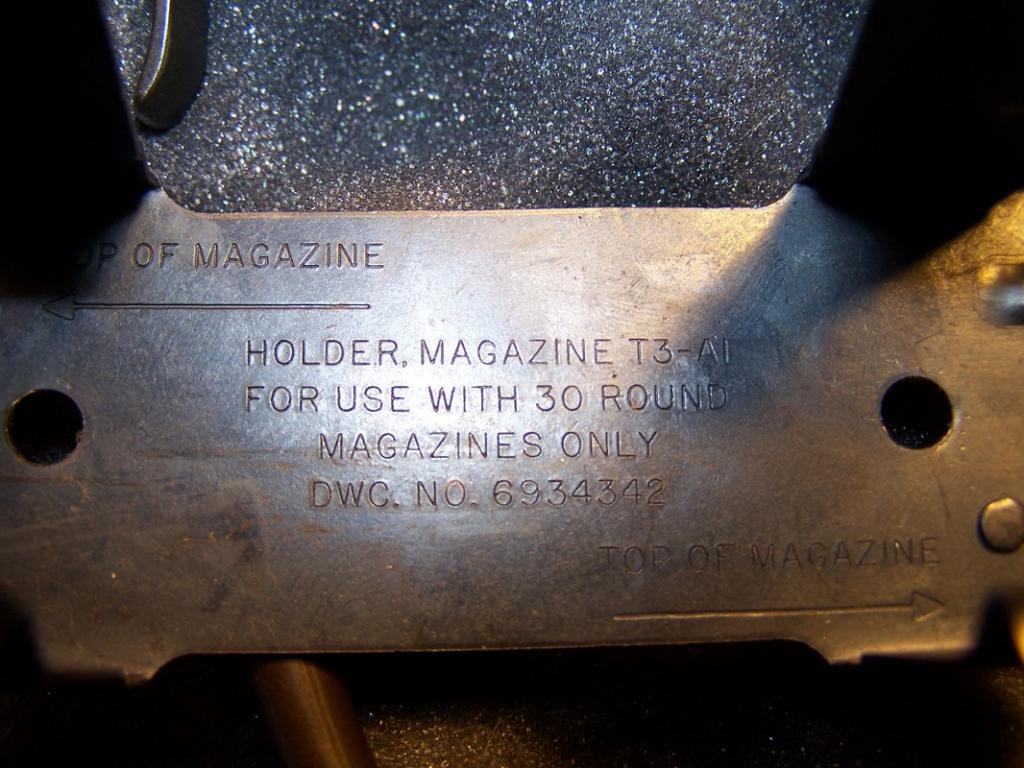 OP OF MAGAZINE
HOLDER, MAGAZINE T3-A1
FOR USE WITH 30 ROUND
MAGAZINES ONLY
DWG. NO. 6934342
TOP OF MAGAZINE